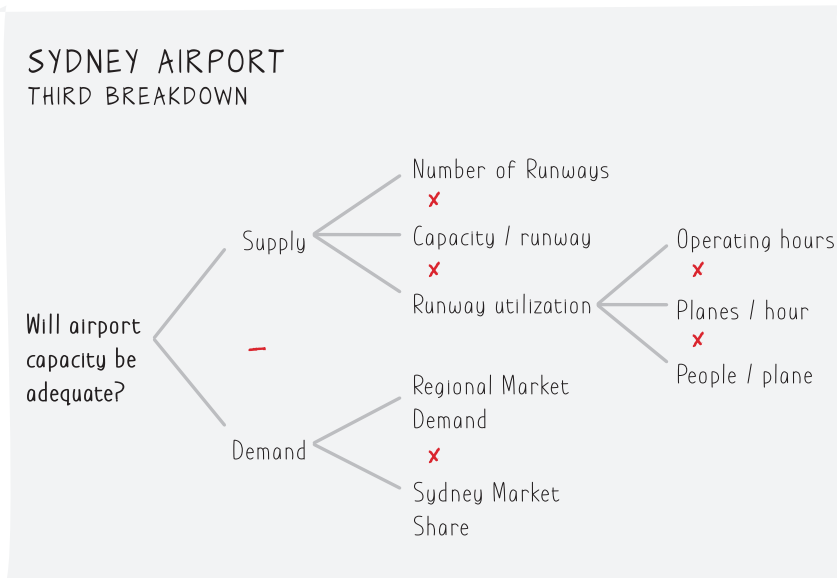 SYDNEY AIRPORT
THIRD BREAKDOWN
Number of Runways
x
Supply
Capacity / runway
x
Runway utilization
Operating hours
x
Planes / hour
x
People / plane
Will airport
capacity be
adequate?
–
Regional Market
Demand
x
Demand
Sydney Market
Share